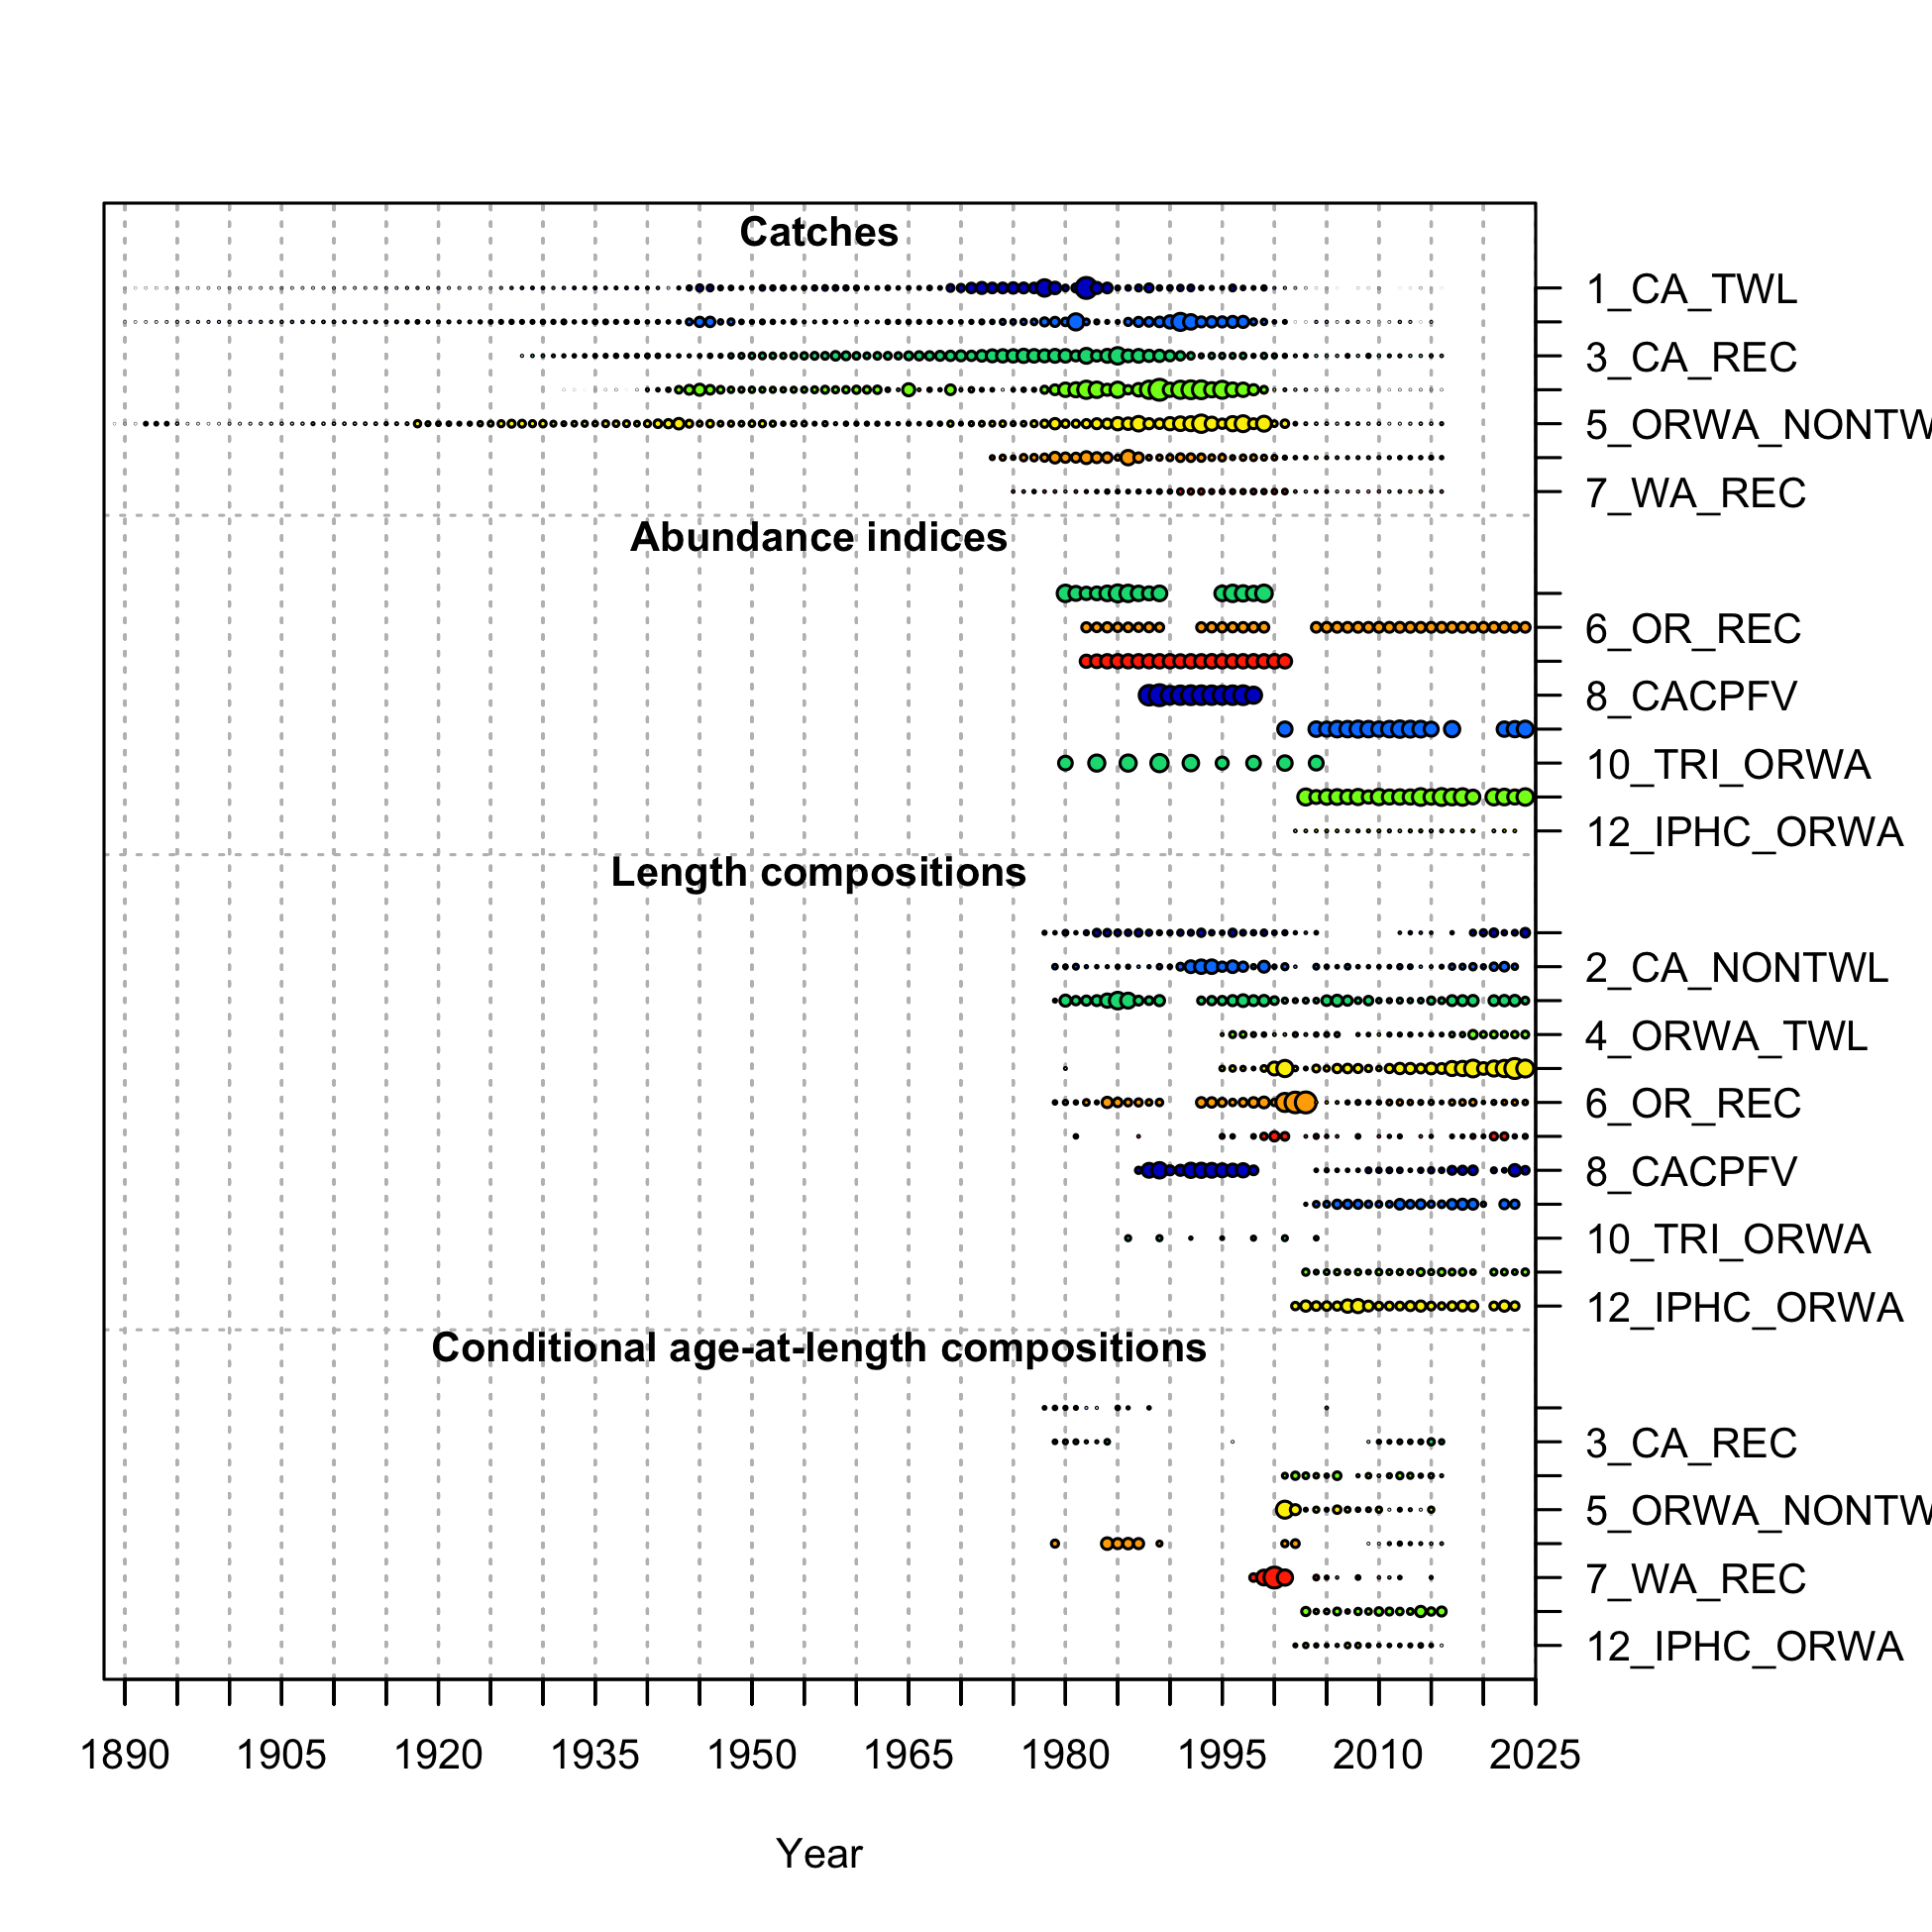 Catches
1_CA_TWL
3_CA_REC
5_ORWA_NONTW
7_WA_REC
Abundance indices
6_OR_REC
8_CACPFV
10_TRI_ORWA
12_IPHC_ORWA
Length compositions
2_CA_NONTWL
4_ORWA_TWL
6_OR_REC
8_CACPFV
10_TRI_ORWA
12_IPHC_ORWA
Conditional age-at-length compositions
3_CA_REC
5_ORWA_NONTW
7_WA_REC
12_IPHC_ORWA
1890 1905 1920 1935 1950 1965 1980 1995 2010 2025
Year